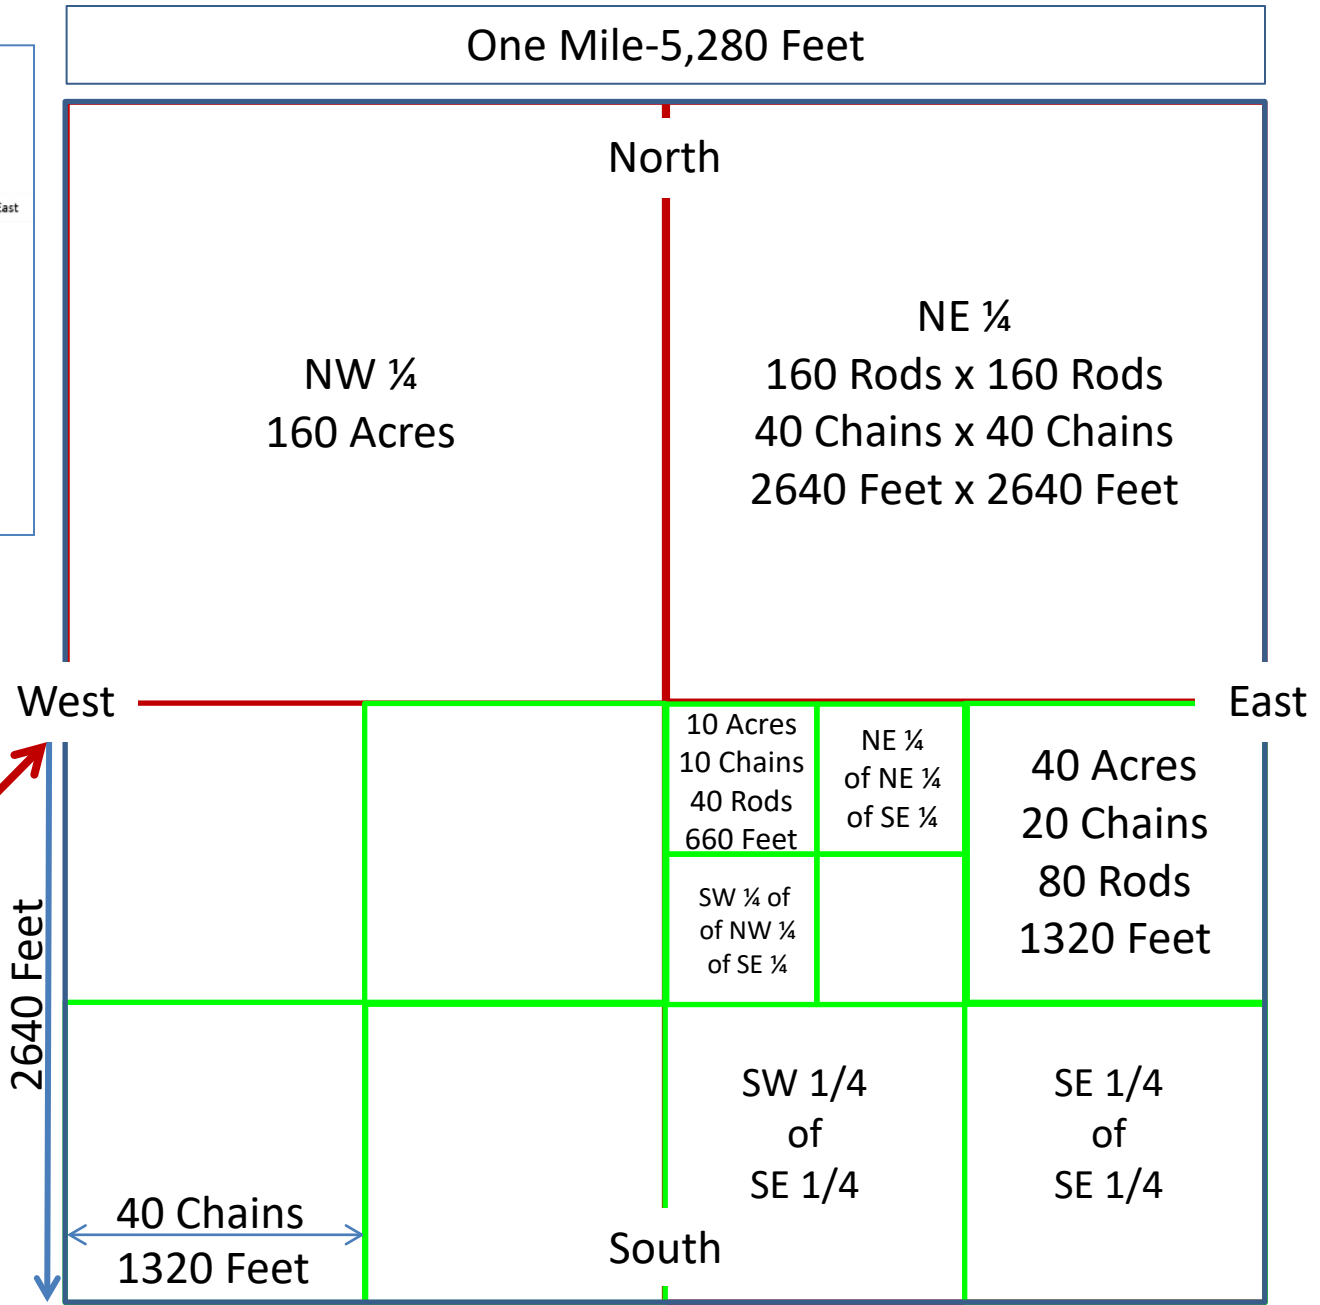 One Mile-5,280 Feet
East
North
NW ¼
160 Acres
NE ¼
160 Rods x 160 Rods
40 Chains x 40 Chains
2640 Feet x 2640 Feet
West
East
10 Acres
10 Chains
40 Rods
660 Feet
NE ¼
of NE ¼
of SE ¼
40 Acres
20 Chains
80 Rods
1320 Feet
SW ¼ of
of NW ¼
of SE ¼
2640 Feet
SW 1/4
of
SE 1/4
SE 1/4
of
SE 1/4
40 Chains
1320 Feet
South